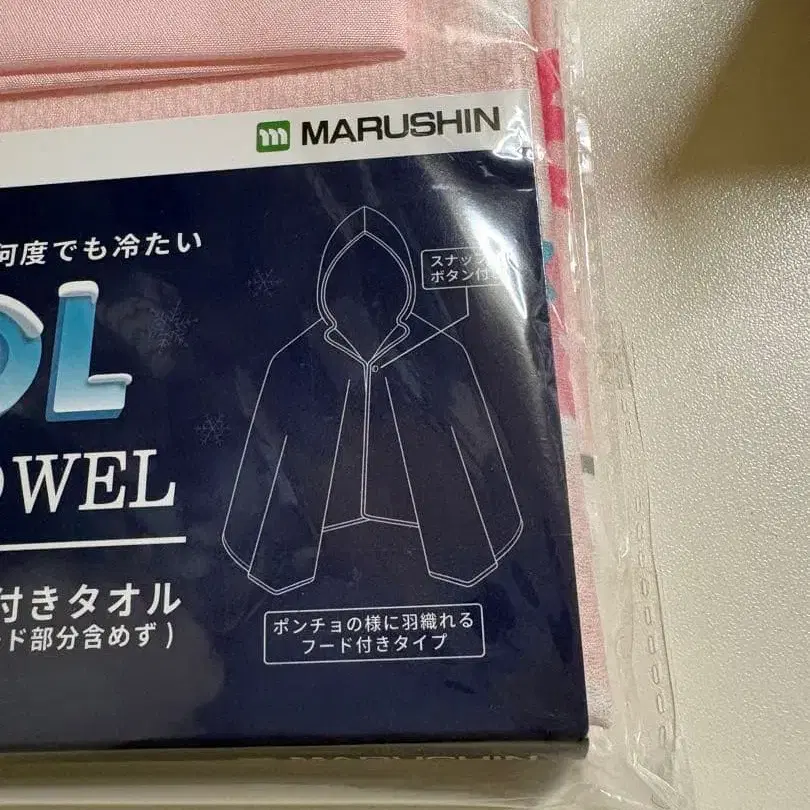 MARUSHIN
何度でも冷たい
OL
OWEL
付きタオル
ド部分含めず)
スナップ
ボタン付き
ポンチョの様に羽織れる
フード付きタイプ
MARUSHIN